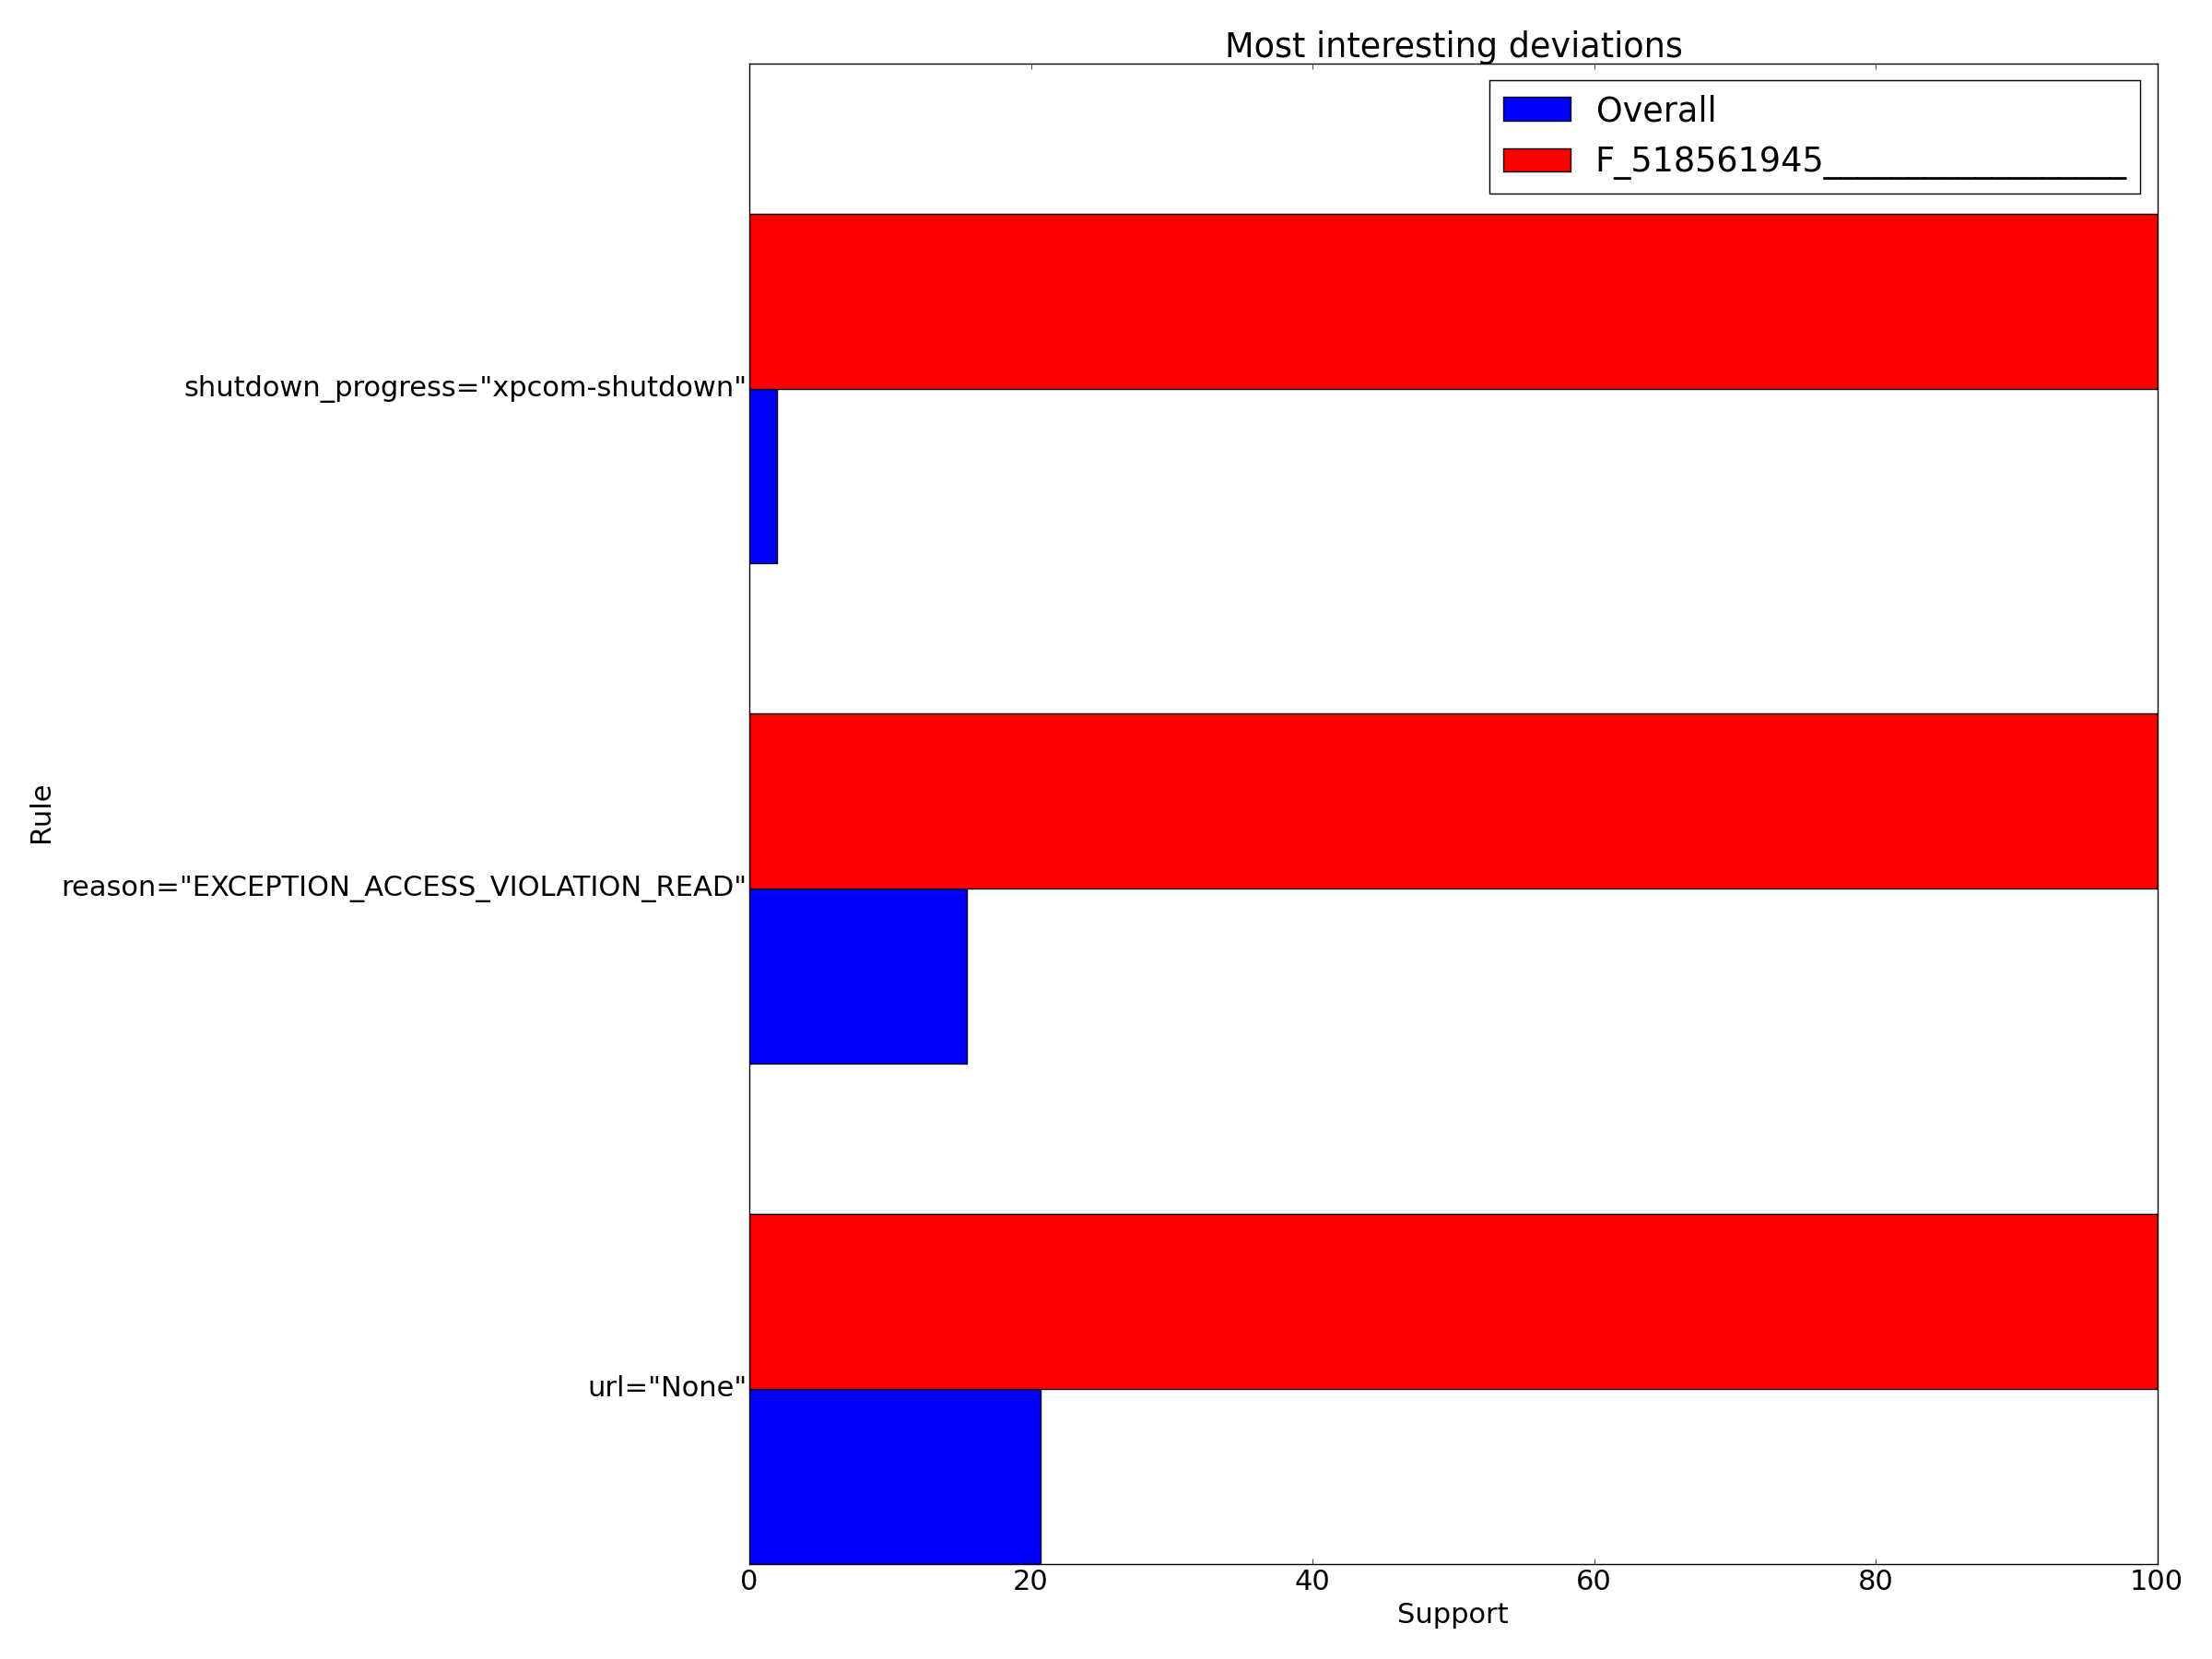 Most interesting deviations
Overall
F_518561945__________________
shutdown_progress="xpcom-shutdown"
Rule
reason="EXCEPTION_ACCESS_VIOLATION_READ"
url="None"
0 20 40 60 80 100
Support